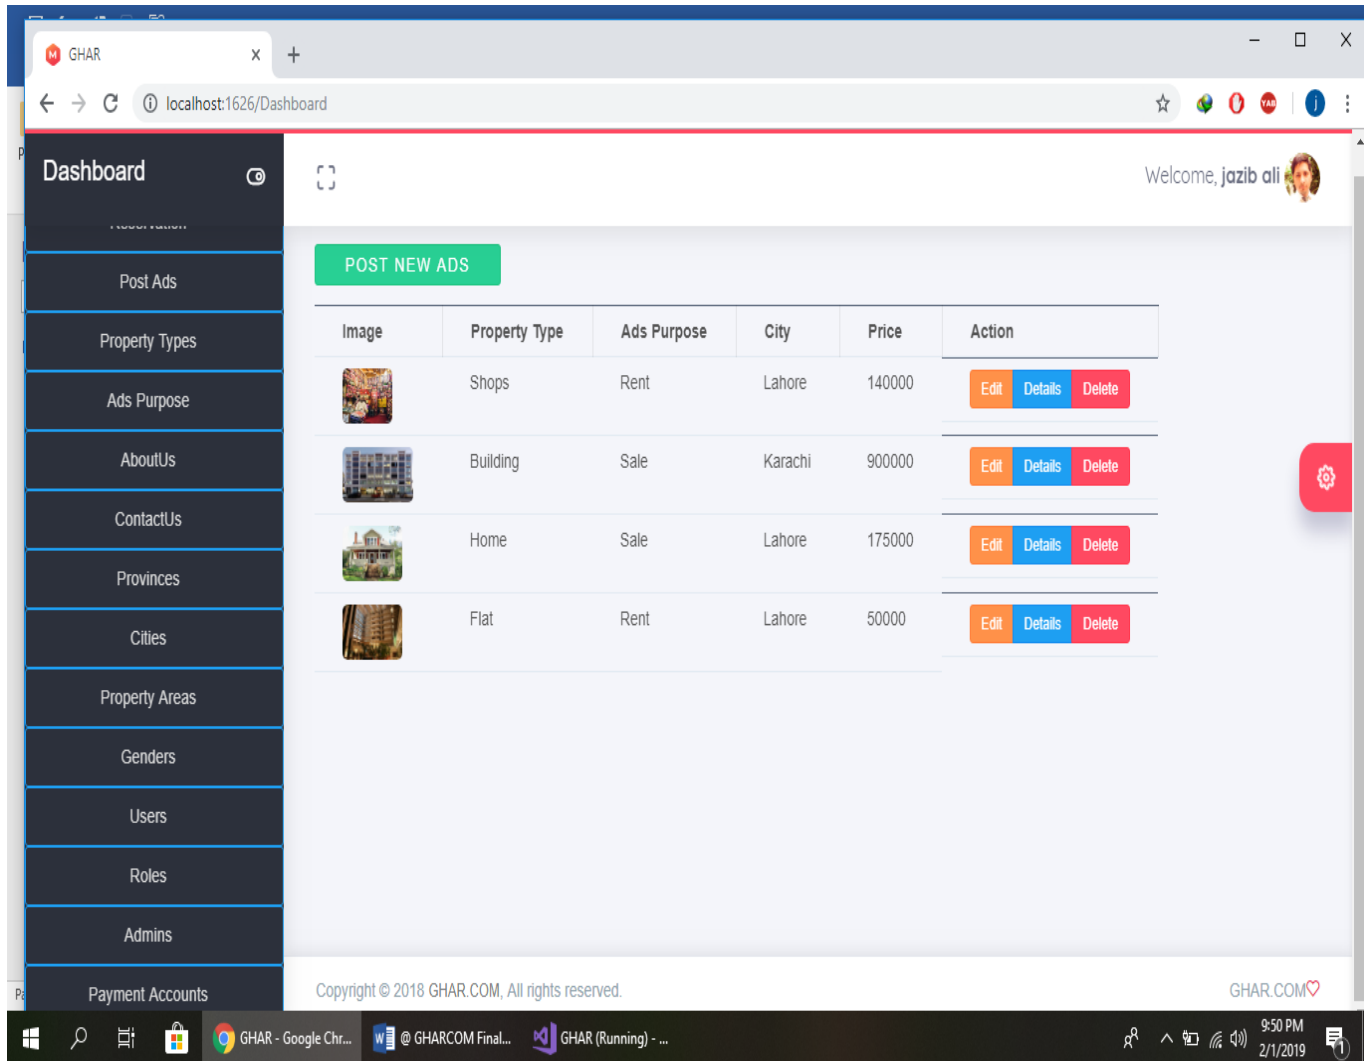 GHAR
localhost:1626/Dashboard
Dashboard
Welcome, jazib ali
Reservation
Post Ads
Property Types
Ads Purpose
AboutUs
ContactUs
Provinces
Cities
Property Areas
Genders
Users
Roles
Admins
Payment Accounts
POST NEW ADS
Image Property Type Ads Purpose City Price Action
Shops Rent Lahore 140000 Edit Details Delete
Building Sale Karachi 900000 Edit Details Delete
Home Sale Lahore 175000 Edit Details Delete
Flat Rent Lahore 50000 Edit Details Delete
Copyright © 2018 GHAR.COM, All rights reserved. GHAR.COM♡
GHAR - Google Chr... @ GHARCOM Final... GHAR (Running) - ...
9:50 PM
2/1/2019